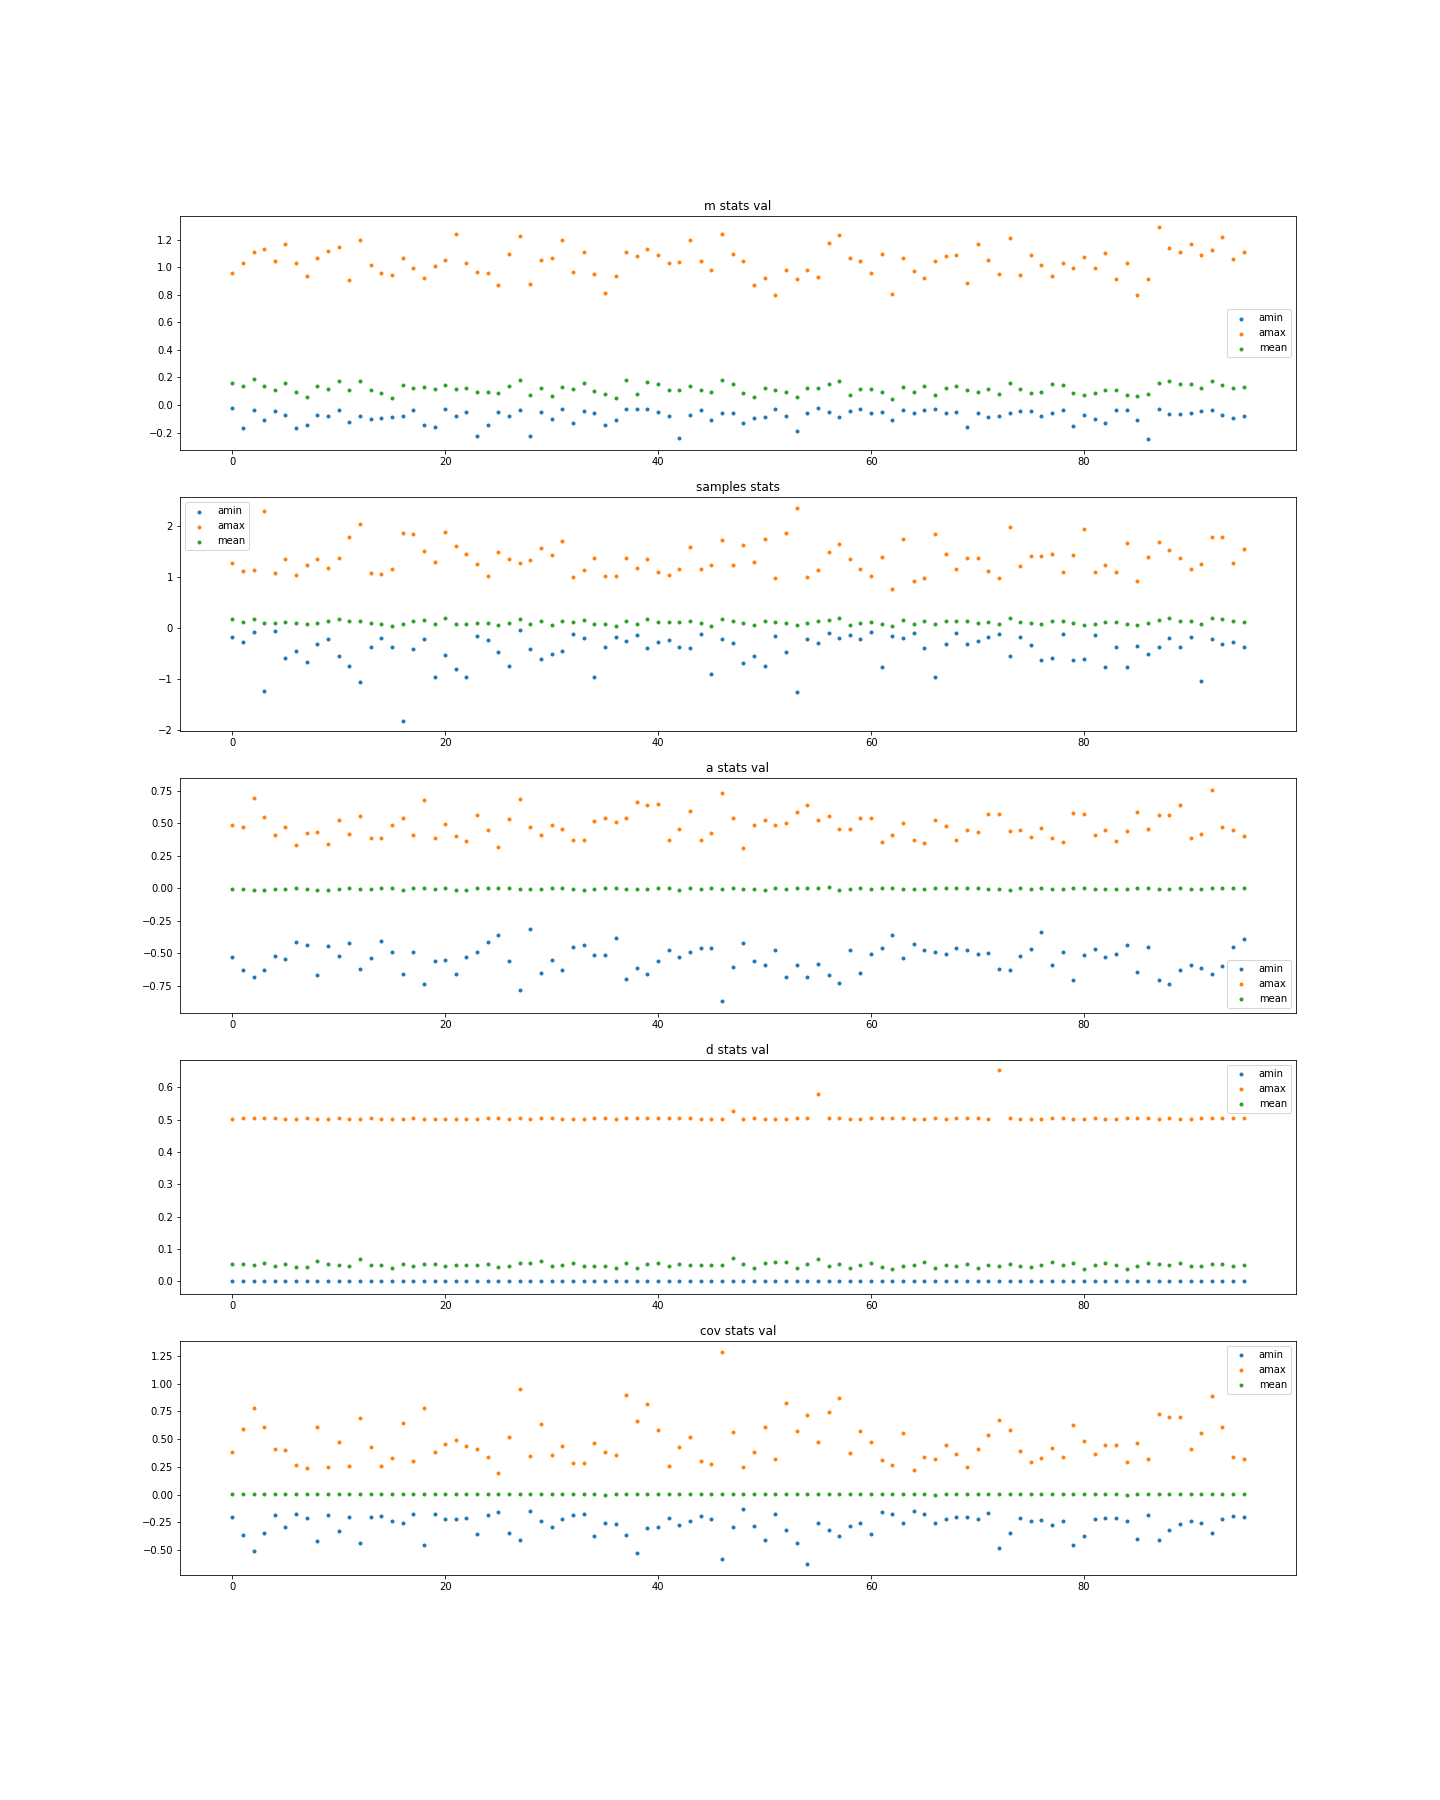 m stats val
1.2
1.0
0.8
0.6
0.4
0.2
0.0
−0.2
amin
amax
mean
0 20 40 60 80
samples stats
amin
amax
mean
2
1
0
−1
−2
0 20 40 60 80
a stats val
0.75
0.50
0.25
0.00
−0.25
−0.50
−0.75
amin
amax
mean
0 20 40 60 80
d stats val
amin
amax
mean
0.6
0.5
0.4
0.3
0.2
0.1
0.0
0 20 40 60 80
cov stats val
amin
amax
mean
1.25
1.00
0.75
0.50
0.25
0.00
−0.25
−0.50
0 20 40 60 80